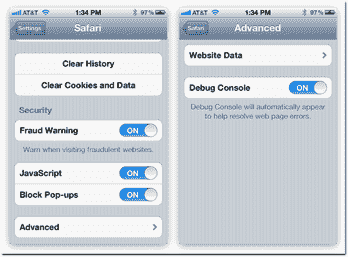 AT&T 1:34 PM 97%
Settings Safari
Clear History
Clear Cookies and Data
Security
Fraud Warning ON
Warn when visiting fraudulent websites.
JavaScript ON
Block Pop-ups ON
Advanced
AT&T 1:34 PM 97%
Safari Advanced
Website Data
Debug Console ON
Debug Console will automatically appear
to help resolve web page errors.